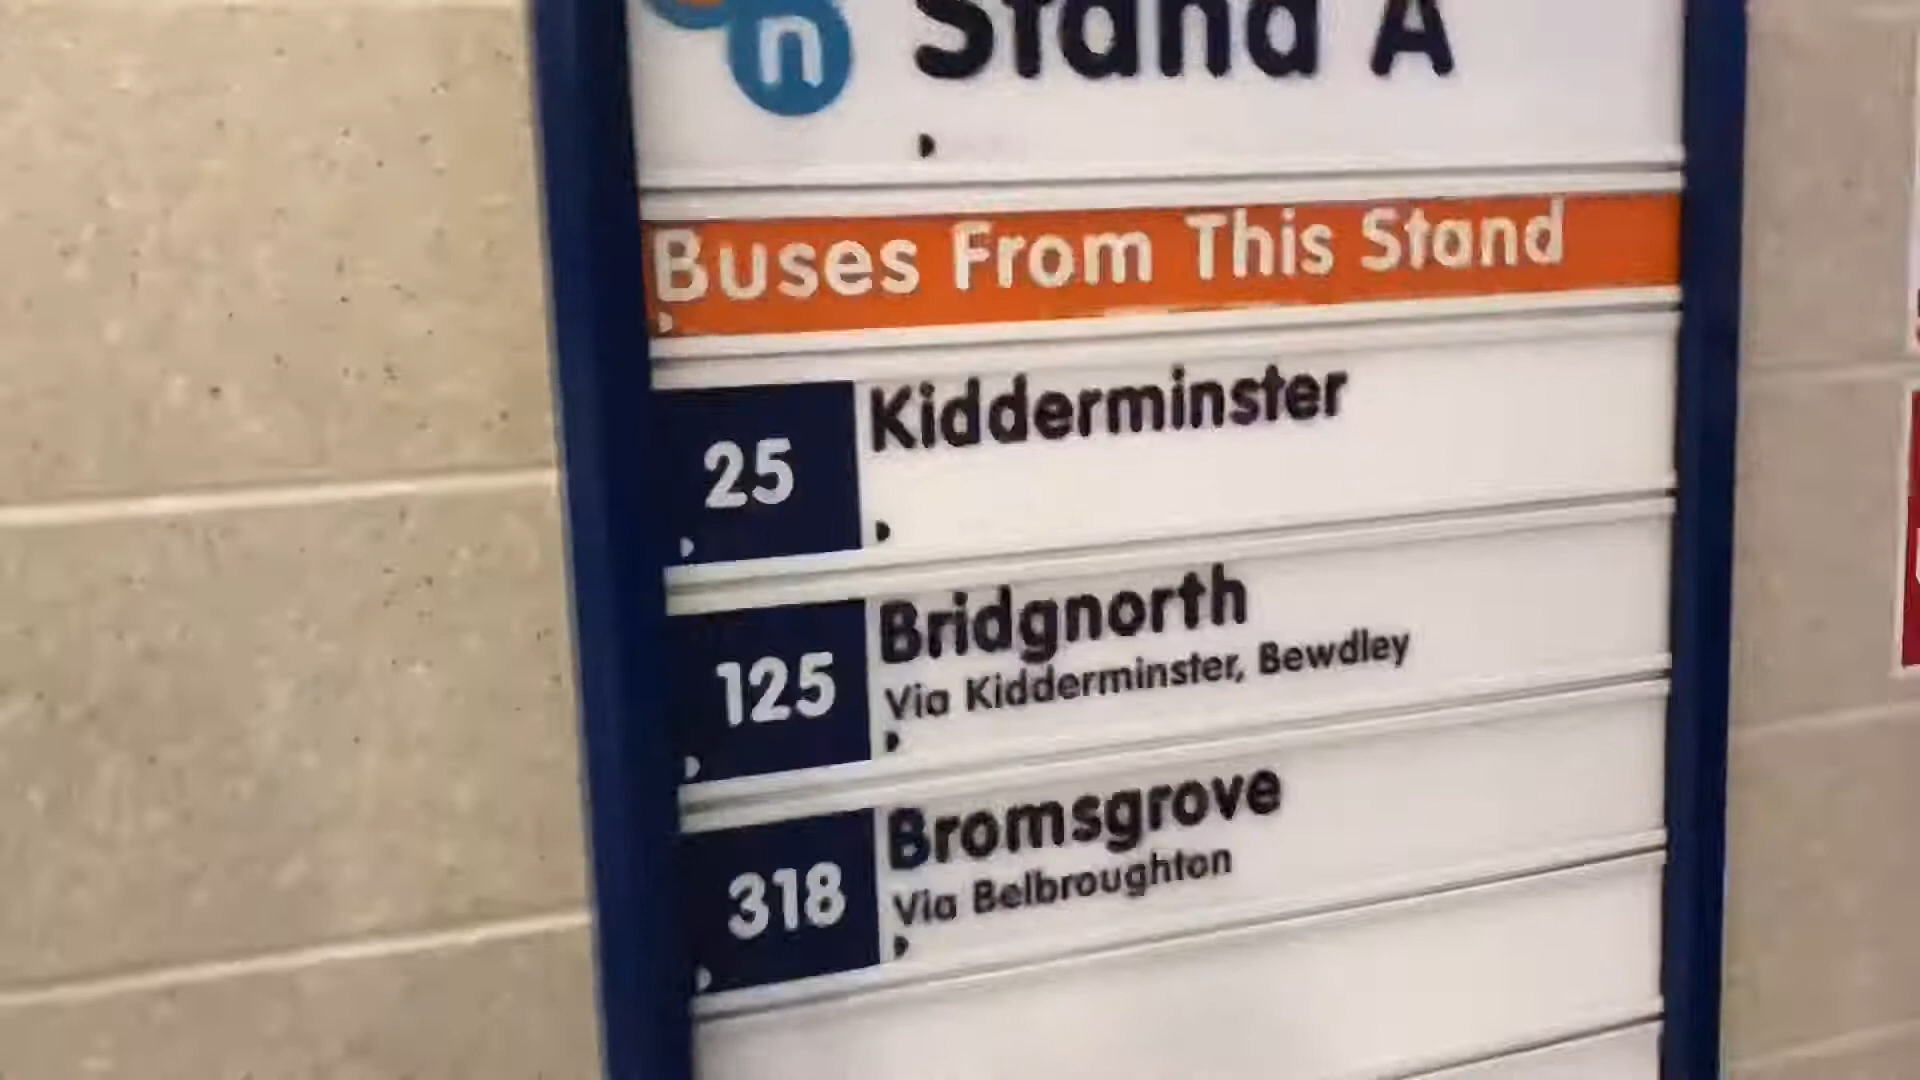 n
Stand A
Buses From This Stand
25
Kidderminster
125
Bridgnorth
Via Kidderminster, Bewdley
318
Bromsgrove
Via Belbroughton